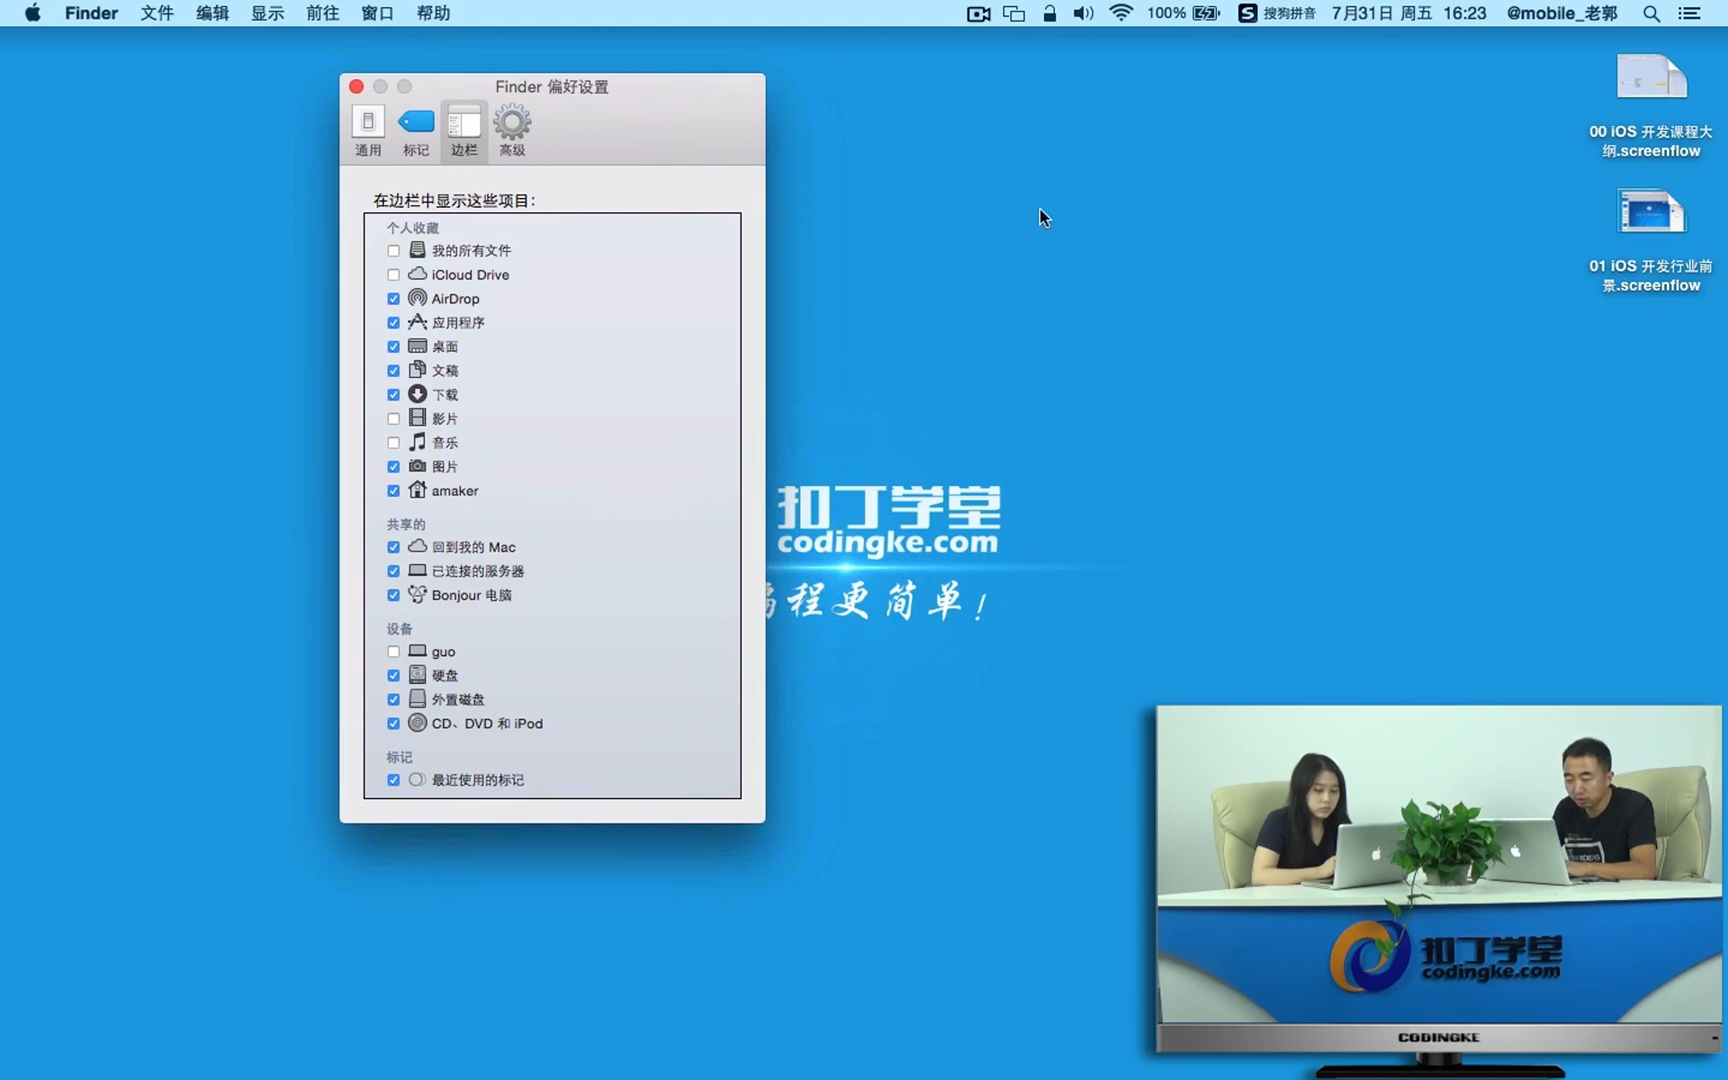 Finder 文件 编辑 显示 前往 窗口 帮助
100% S 搜狗拼音 7月31日 周五 16:23 @mobile_老郭
Finder 偏好设置
通用 标记 边栏 高级
在边栏中显示这些项目：
个人收藏
我的所有文件
iCloud Drive
AirDrop
应用程序
桌面
文稿
下载
影片
音乐
图片
amaker
共享的
回到我的 Mac
已连接的服务器
Bonjour 电脑
设备
guo
硬盘
外置磁盘
CD、DVD 和 iPod
标记
最近使用的标记
00 iOS 开发课程大
纲.screenflow
01 iOS 开发行业前
景.screenflow
扣丁学堂
codingke.com
程更简单！
扣丁学堂
codingke.com
CODINGKE